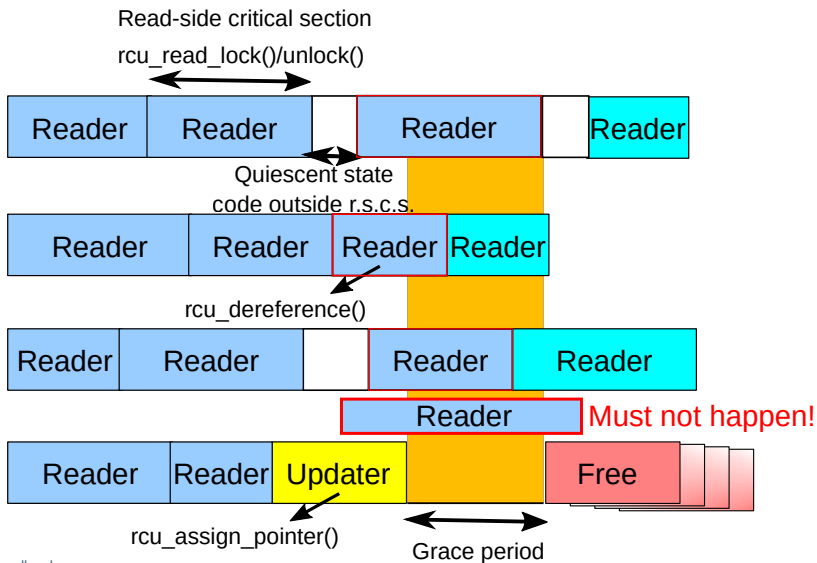 Read-side critical section
rcu_read_lock()/unlock()
Reader Reader Reader Reader
Quiescent state
code outside r.s.c.s.
Reader Reader Reader Reader
rcu_dereference()
Reader Reader Reader Reader
Reader Must not happen!
Reader Reader Updater Free
rcu_assign_pointer()
Grace period